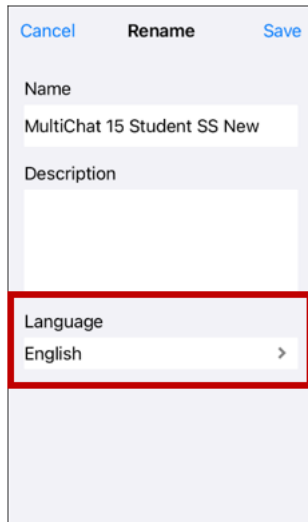 Cancel Rename Save
Name
MultiChat 15 Student SS New
Description
Language
English